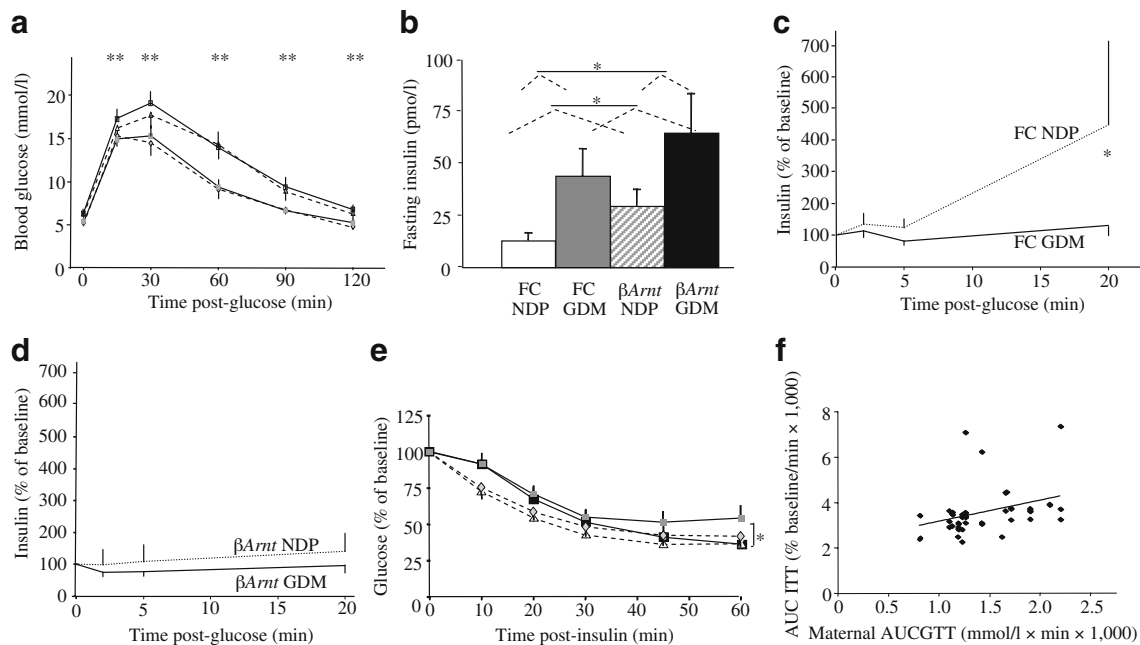 a
** ** ** ** **
Blood glucose (mmol/l)
20
15
10
5
0
0 30 60 90 120
Time post-glucose (min)
b
Fasting insulin (pmo/l)
100
75
50
25
0
*
*
FC NDP
FC GDM
βArnt NDP
βArnt GDM
c
Insulin (% of baseline)
700
600
500
400
300
200
100
0
FC NDP
*
FC GDM
0 5 10 15 20
Time post-glucose (min)
d
Insulin (% of baseline)
700
600
500
400
300
200
100
0
βArnt NDP
βArnt GDM
0 5 10 15 20
Time post-glucose (min)
e
Glucose (% of baseline)
125
100
75
50
25
0
*
0 10 20 30 40 50 60
Time post-insulin (min)
f
AUC ITT (% baseline/min × 1,000)
8
6
4
2
0
0 0.5 1.0 1.5 2.0 2.5
Maternal AUCGTT (mmol/l × min × 1,000)